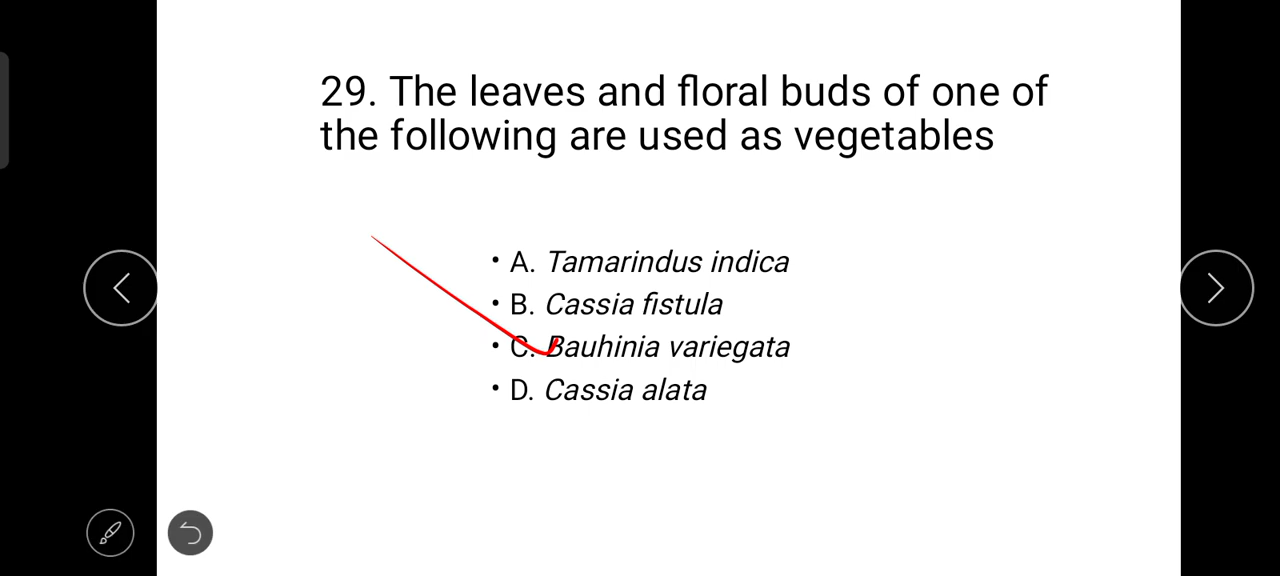 29. The leaves and floral buds of one of
the following are used as vegetables
• A. Tamarindus indica
• B. Cassia fistula
• C. Bauhinia variegata
• D. Cassia alata